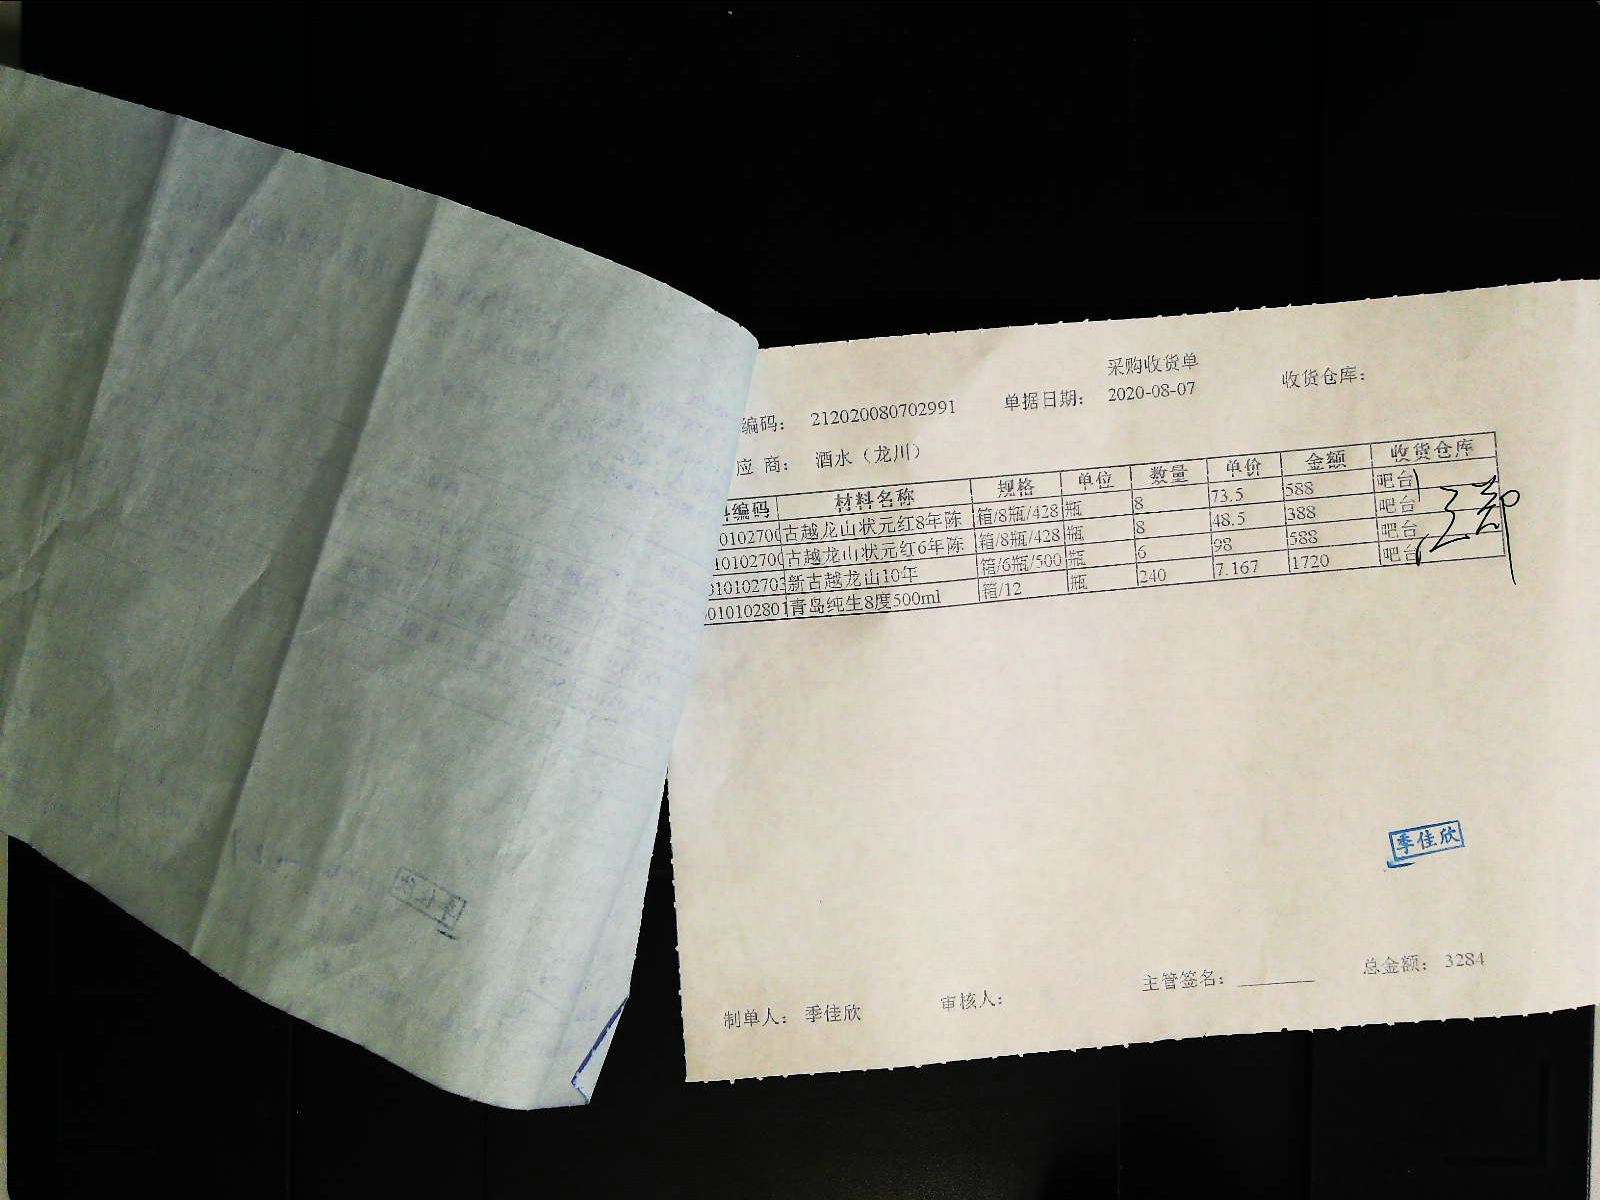 采购收货单
编码： 212020080702991 单据日期： 2020-08-07 收货仓库：
应 商： 酒水（龙川）
编码 材料名称 规格 单位 数量 单价 金额 收货仓库
0102700 古越龙山状元红8年陈 箱/8瓶/428 瓶 8 73.5 588 吧台
10102700 古越龙山状元红6年陈 箱/8瓶/428 瓶 8 48.5 388 吧台
010102702 新古越龙山10年 箱/6瓶/500 瓶 6 98 588 吧台
010102801 青岛纯生8度500ml 箱/12 瓶 240 7.167 1720 吧台
季佳欣
制单人： 季佳欣 审核人： 主管签名： 总金额： 3284